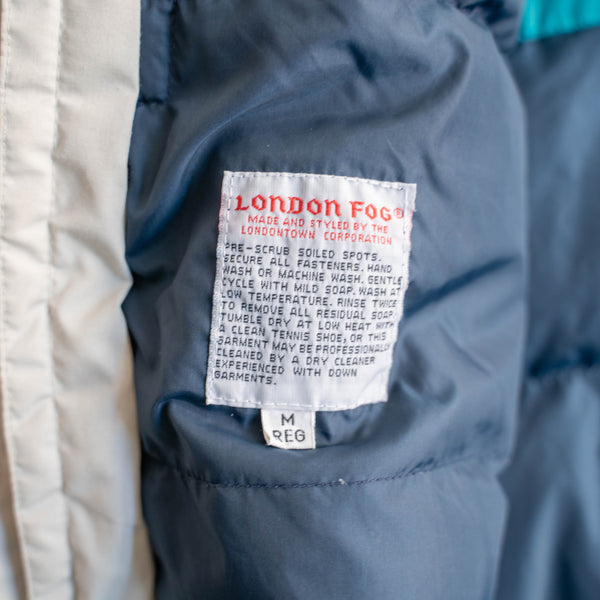 LONDON FOG®
MADE AND STYLED BY THE
LONDONTOWN CORPORATION
PRE-SCRUB SOILED SPOTS.
SECURE ALL FASTENERS. HAND
WASH OR MACHINE WASH. GENTLE
CYCLE WITH MILD SOAP. WASH AT
LOW TEMPERATURE. RINSE TWICE
TO REMOVE ALL RESIDUAL SOAP.
TUMBLE DRY AT LOW HEAT WITH
A CLEAN TENNIS SHOE, OR THIS
GARMENT MAY BE PROFESSIONALLY
CLEANED BY A DRY CLEANER
EXPERIENCED WITH DOWN
GARMENTS.
M
REG